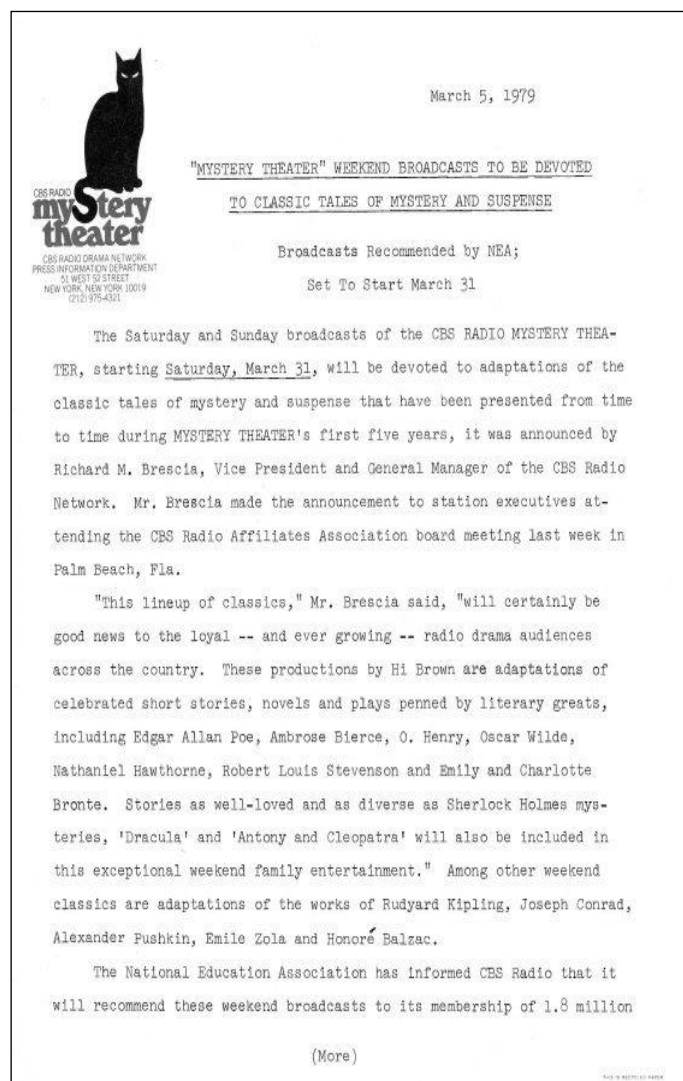 March 5, 1979
"MYSTERY THEATER" WEEKEND BROADCASTS TO BE DEVOTED
TO CLASSIC TALES OF MYSTERY AND SUSPENSE
CBS RADIO
mystery
theater
CBS RADIO DRAMA NETWORK
PRESS INFORMATION DEPARTMENT
51 WEST 52 STREET
NEW YORK, NEW YORK 10019
(212) 975-4321
Broadcasts Recommended by NEA;
Set To Start March 31
The Saturday and Sunday broadcasts of the CBS RADIO MYSTERY THEA-
TER, starting Saturday, March 31, will be devoted to adaptations of the
classic tales of mystery and suspense that have been presented from time
to time during MYSTERY THEATER's first five years, it was announced by
Richard M. Brescia, Vice President and General Manager of the CBS Radio
Network. Mr. Brescia made the announcement to station executives at-
tending the CBS Radio Affiliates Association board meeting last week in
Palm Beach, Fla.
"This lineup of classics," Mr. Brescia said, "will certainly be
good news to the loyal -- and ever growing -- radio drama audiences
across the country. These productions by Hi Brown are adaptations of
celebrated short stories, novels and plays penned by literary greats,
including Edgar Allan Poe, Ambrose Bierce, O. Henry, Oscar Wilde,
Nathaniel Hawthorne, Robert Louis Stevenson and Emily and Charlotte
Bronte. Stories as well-loved and as diverse as Sherlock Holmes mys-
teries, 'Dracula' and 'Antony and Cleopatra' will also be included in
this exceptional weekend family entertainment." Among other weekend
classics are adaptations of the works of Rudyard Kipling, Joseph Conrad,
Alexander Pushkin, Emile Zola and Honoré Balzac.
The National Education Association has informed CBS Radio that it
will recommend these weekend broadcasts to its membership of 1.8 million
(More)
THIS IS RECYCLED PAPER